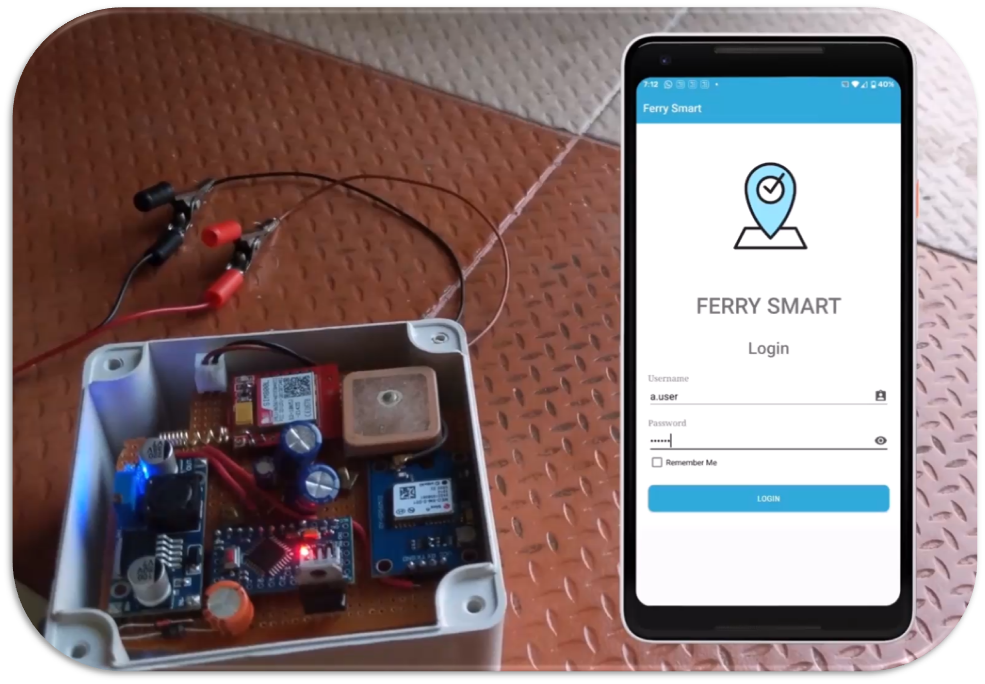 7:12
40%
Ferry Smart
FERRY SMART
Login
Username
a.user
Password
Remember Me
LOGIN